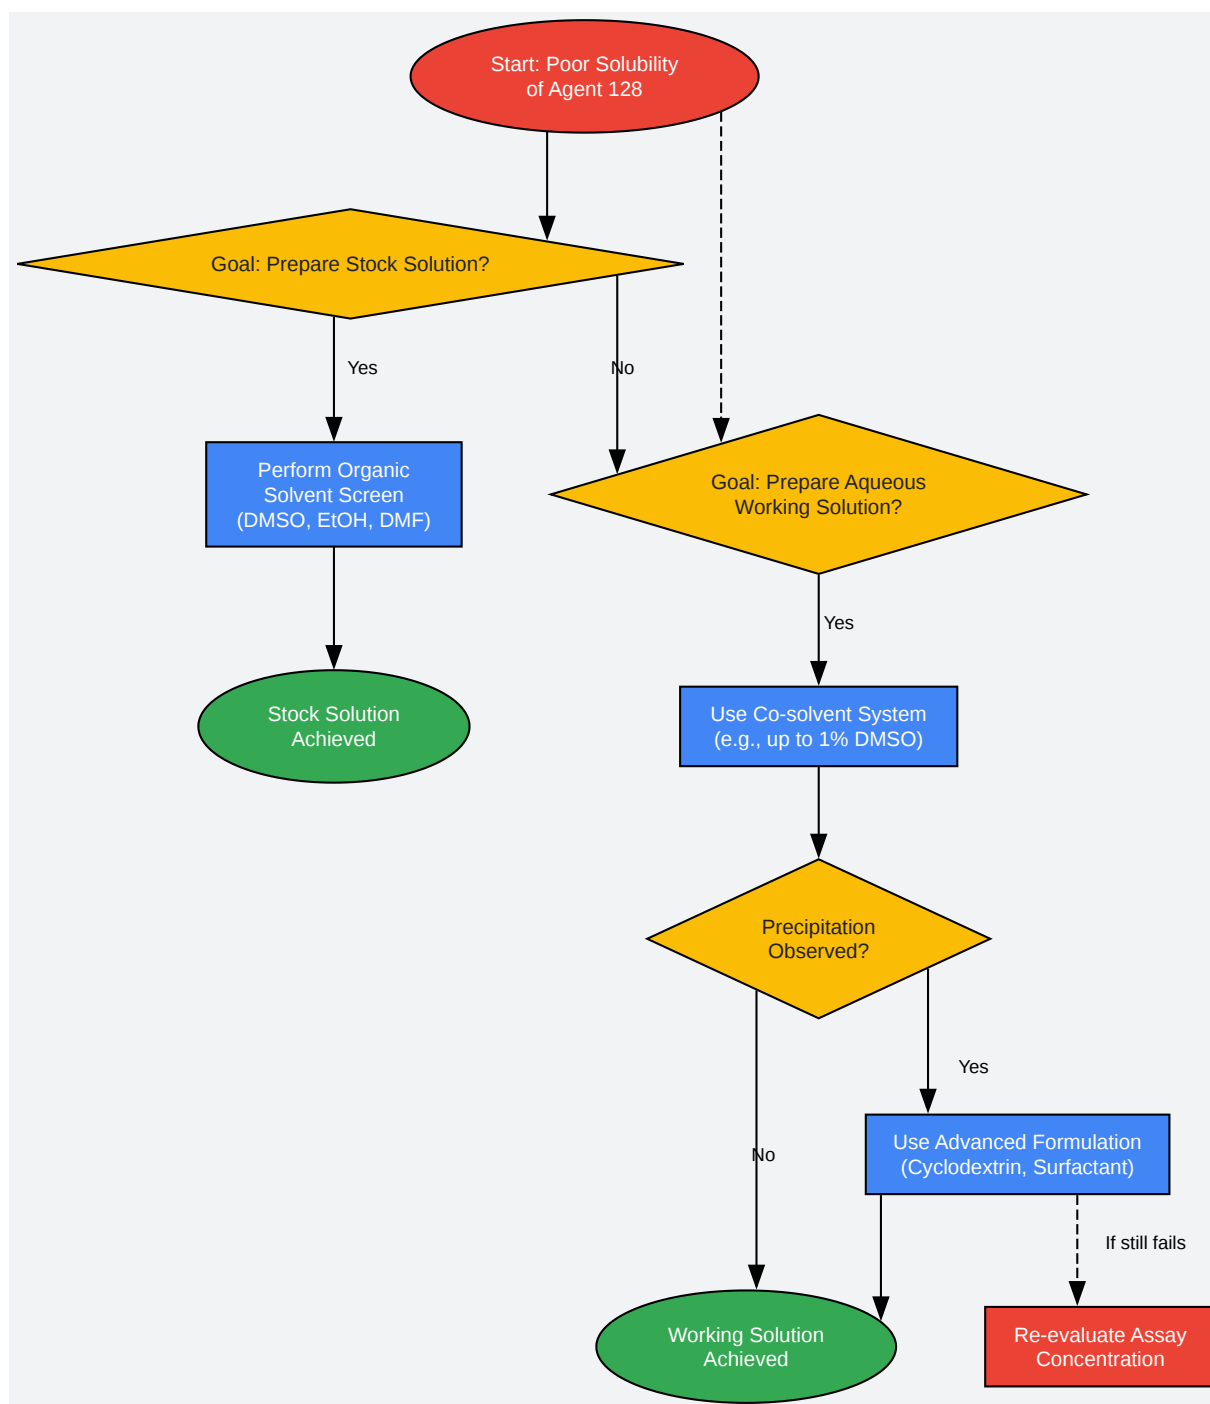 Start: Poor Solubility
of Agent 128
Goal: Prepare Stock Solution?
Yes
No
Perform Organic
Solvent Screen
(DMSO, EtOH, DMF)
Goal: Prepare Aqueous
Working Solution?
Yes
Stock Solution
Achieved
Use Co-solvent System
(e.g., up to 1% DMSO)
Precipitation
Observed?
Yes
No
Use Advanced Formulation
(Cyclodextrin, Surfactant)
If still fails
Working Solution
Achieved
Re-evaluate Assay
Concentration